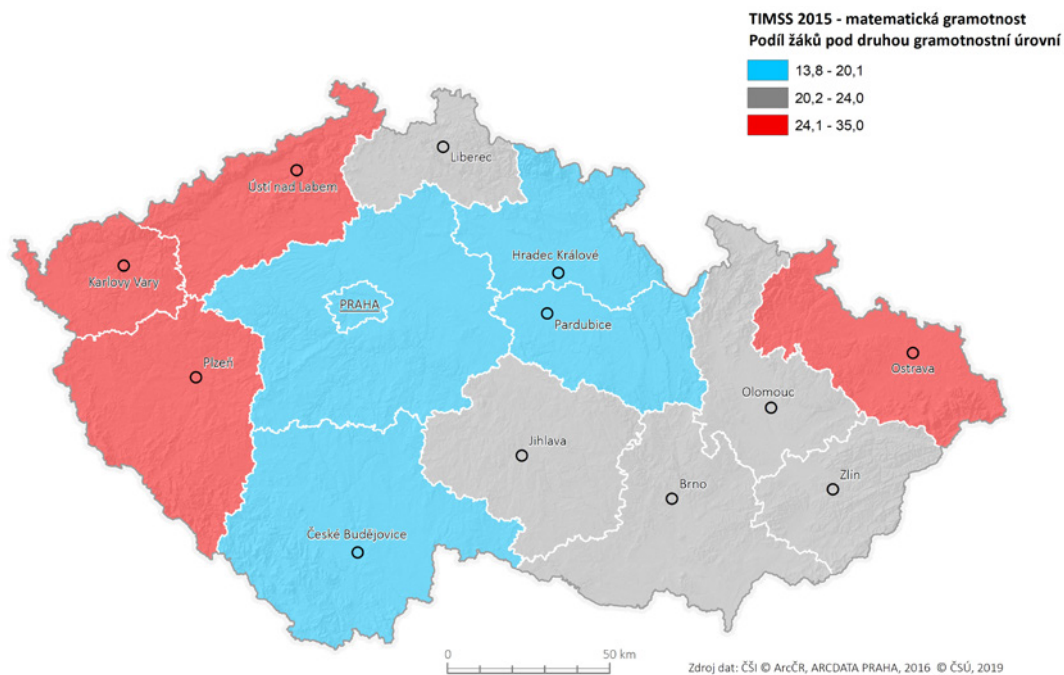 TIMSS 2015 - matematická gramotnost
Podíl žáků pod druhou gramotnostní úrovní
13,8 - 20,1
20,2 - 24,0
24,1 - 35,0
Liberec
Ústí nad Labem
Hradec Králové
Karlovy Vary
PRAHA
Pardubice
Plzeň
Ostrava
Olomouc
Jihlava
Zlín
Brno
České Budějovice
0 50 km
Zdroj dat: ČŠI © ArcČR, ARCDATA PRAHA, 2016 © ČSÚ, 2019